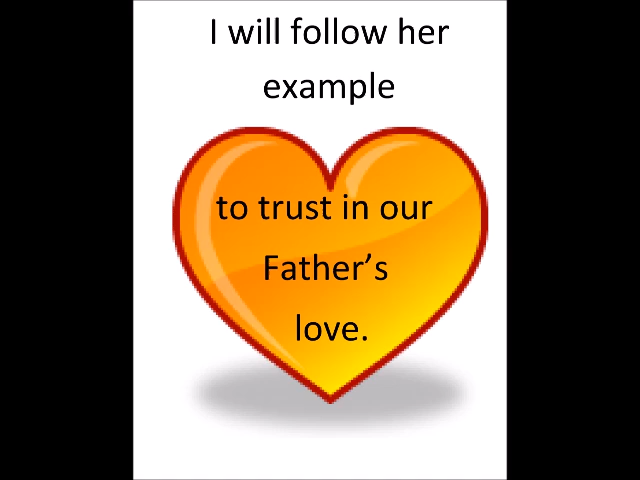 I will follow her
example
to trust in our
Father’s
love.